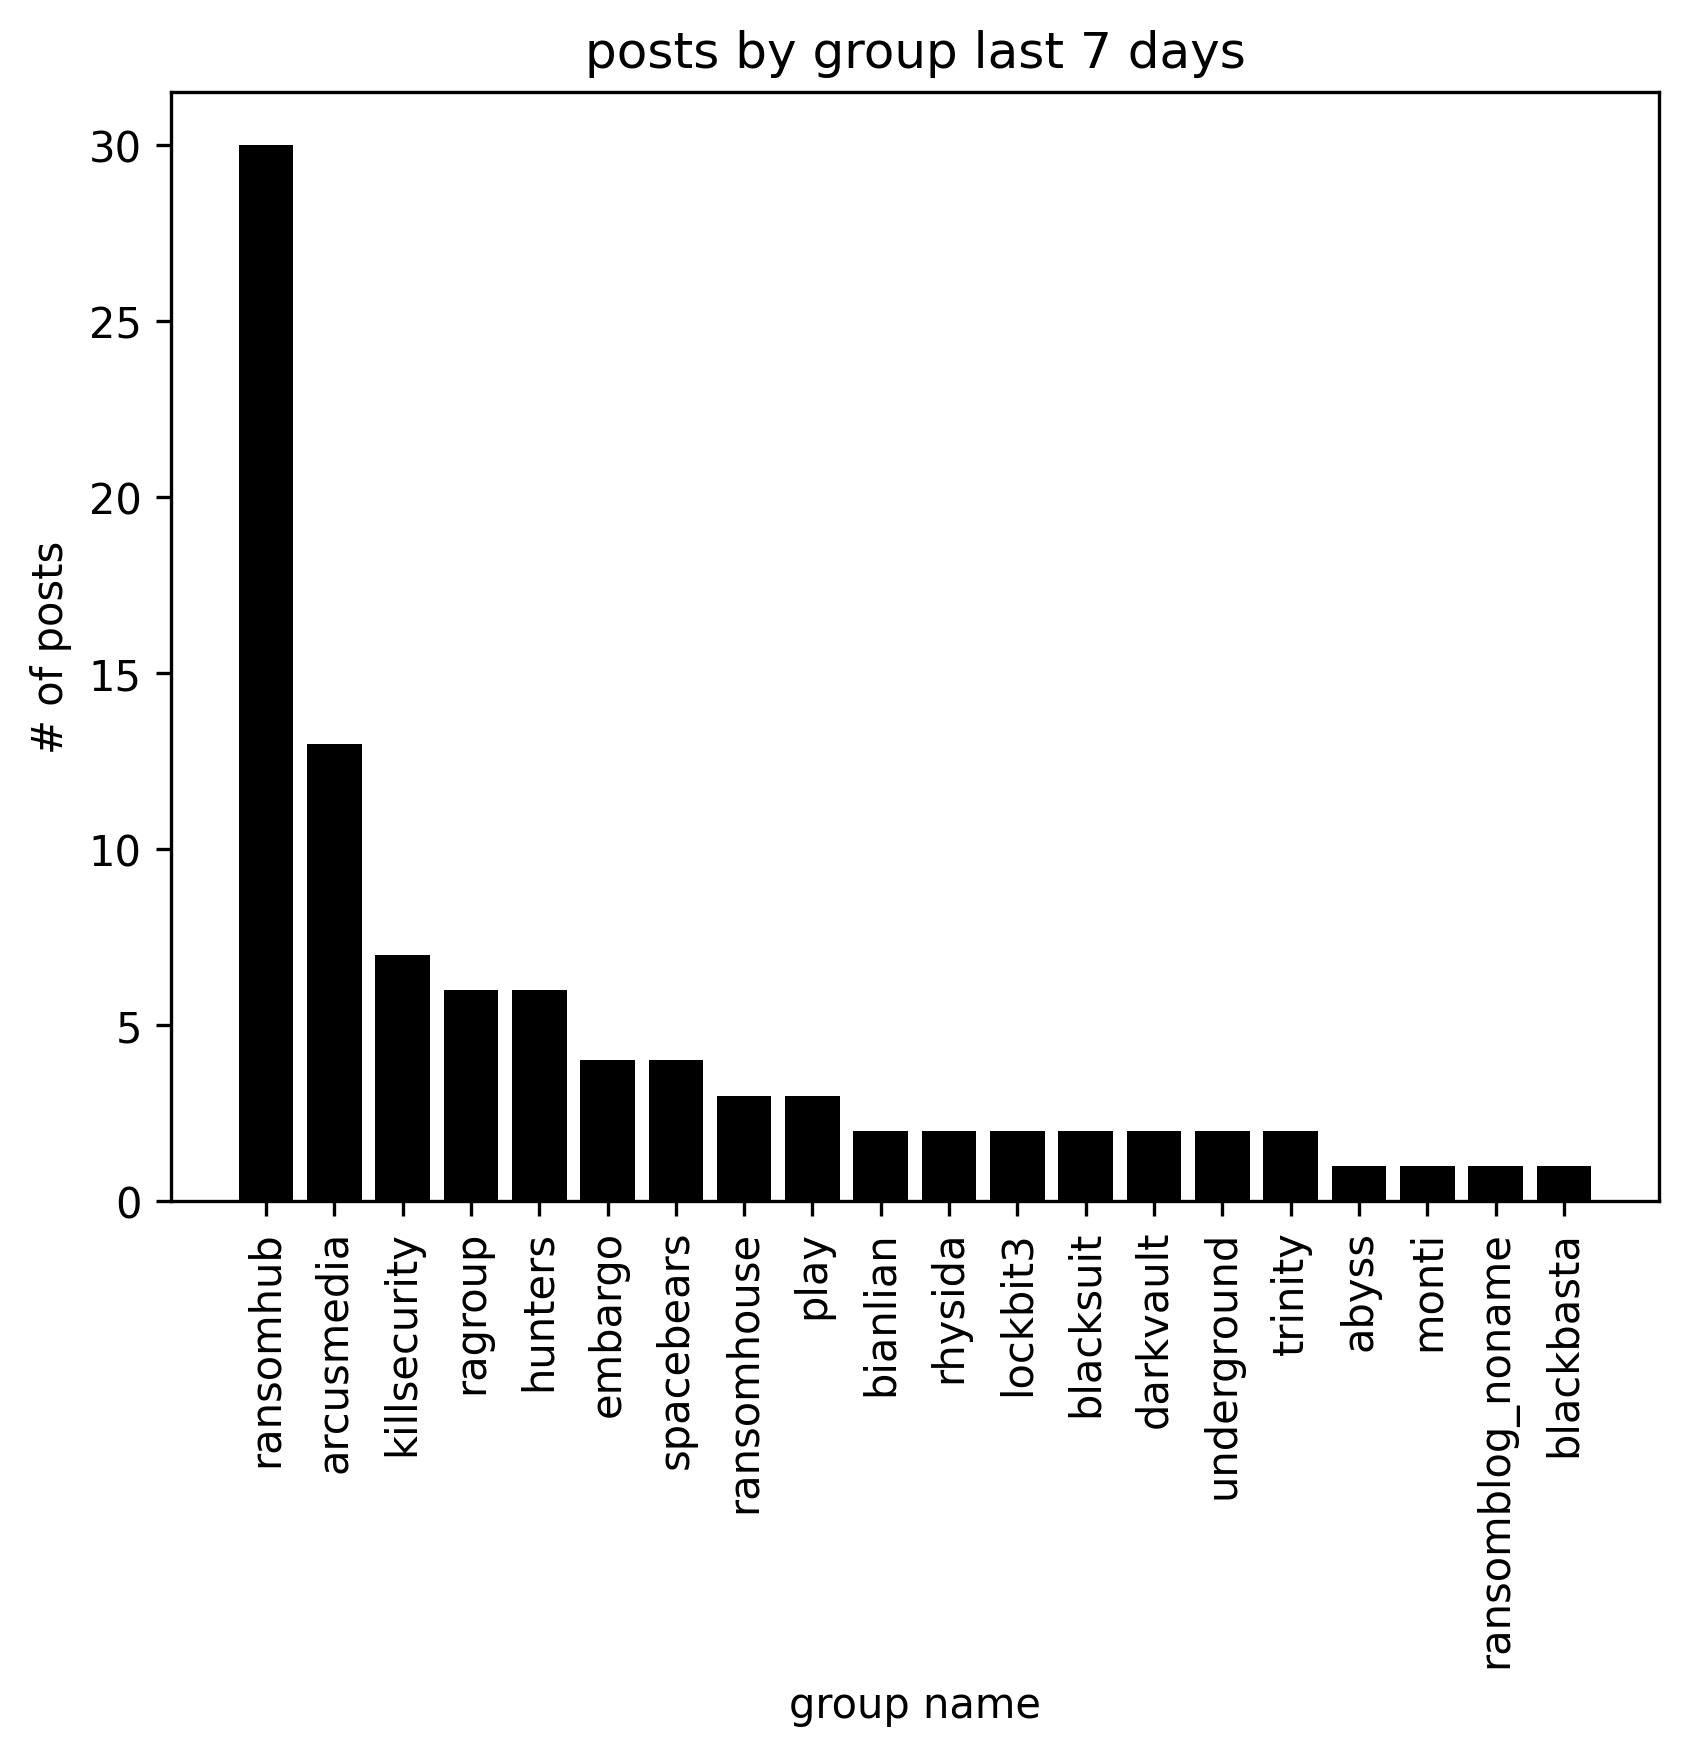 posts by group last 7 days
# of posts
30
25
20
15
10
5
0
ransomhub
arcusmedia
killsecurity
ragroup
hunters
embargo
spacebears
ransomhouse
play
bianlian
rhysida
lockbit3
blacksuit
darkvault
underground
trinity
abyss
monti
ransomblog_noname
blackbasta
group name